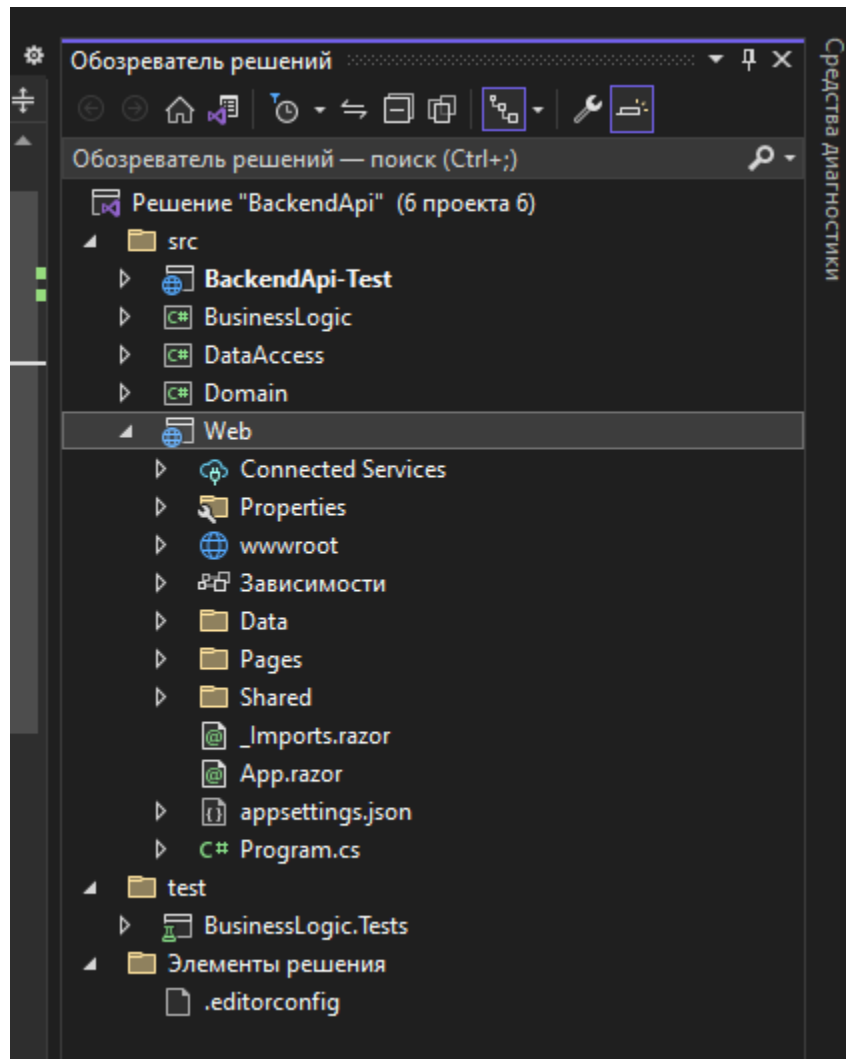 Обозреватель решений
Обозреватель решений — поиск (Ctrl+;)
Решение "BackendApi" (6 проекта 6)
src
BackendApi-Test
C# BusinessLogic
C# DataAccess
C# Domain
Web
Connected Services
Properties
wwwroot
Зависимости
Data
Pages
Shared
@ _Imports.razor
@ App.razor
{} appsettings.json
C# Program.cs
test
BusinessLogic.Tests
Элементы решения
.editorconfig
Средства диагностики